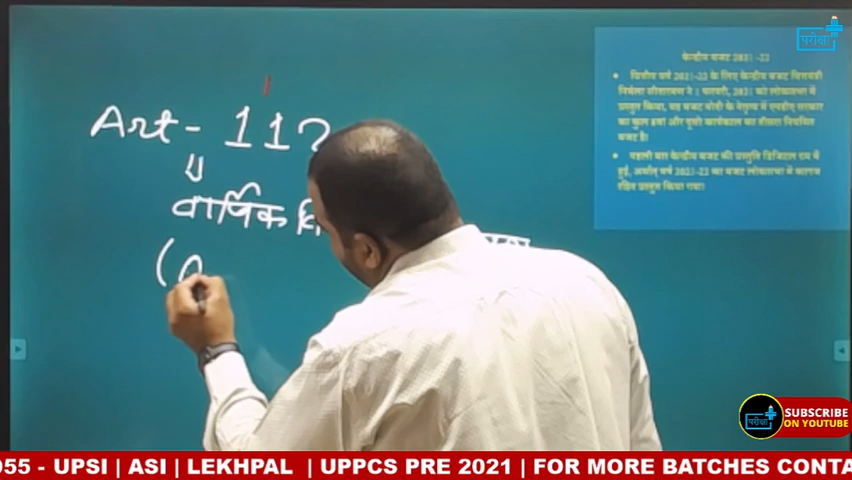 परीक्षा
केन्द्रीय बजट 2021-22
वित्तीय वर्ष 2021-22 के लिए केन्द्रीय बजट वित्तमंत्री
निर्मला सीतारमण ने 1 फरवरी, 2021 को लोकसभा में
प्रस्तुत किया, यह बजट मोदी के नेतृत्व में एनडीए सरकार
का कुल और दूसरे कार्यकाल का तीसरा नियमित
बजट है।
पहली बार केन्द्रीय बजट की प्रस्तुति डिजिटल रूप में
हुई, अर्थात् वर्ष 2021-22 का बजट लोकसभा में कागज
रहित प्रस्तुत किया गया।
Art - 112
वार्षिक वि
(A
परीक्षा
SUBSCRIBE
ON YOUTUBE
055 - UPSI | ASI | LEKHPAL | UPPCS PRE 2021 | FOR MORE BATCHES CONTA